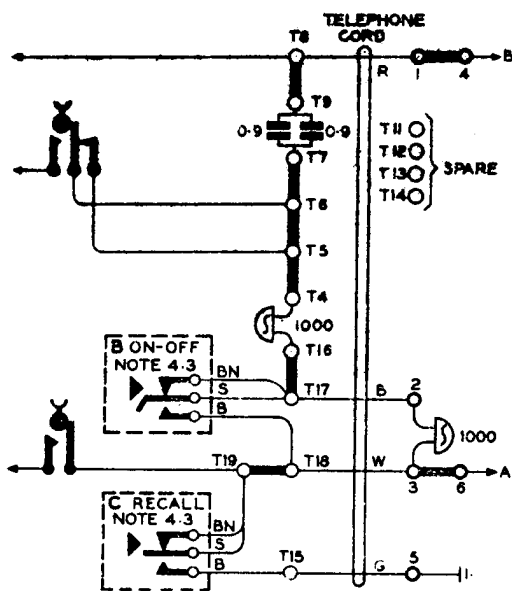 TELEPHONE
CORD
T8
R
1
4
B
T9
0·9
0·9
T7
T11
T12
T13
T14
SPARE
T6
T5
T4
1000
T16
B ON-OFF
NOTE 4.3
BN
S
B
T17
B
2
1000
T19
T18
W
3
6
A
C RECALL
NOTE 4.3
BN
S
B
T15
G
5